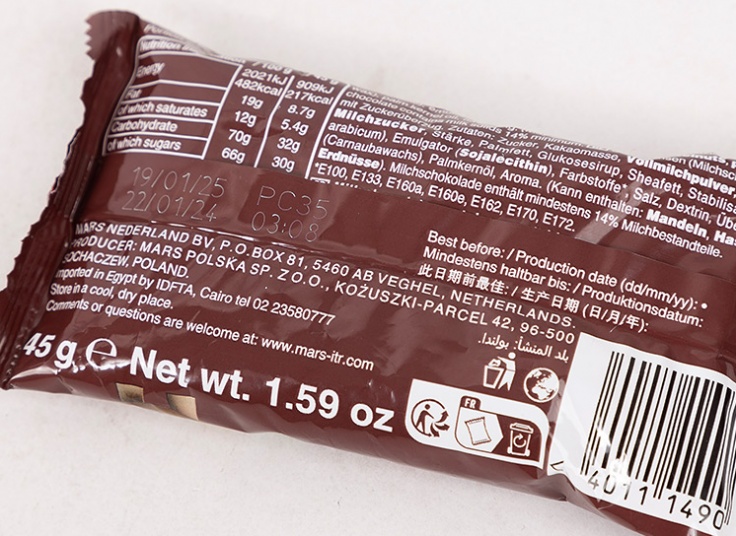 Nutrition
Energy
2021kJ 909kJ
482kcal 217kcal
Fat 19g 8.7g
of which saturates 12g 5.4g
Carbohydrate 70g 32g
of which sugars 66g 30g
mit Zuckerüberzug. Zutaten: Zucker, Kakaomasse,
Milchzucker, Stärke, Palmfett, Glukosesirup, Sheafett, Vollmilchpulver,
arabicum), Emulgator (Sojalecithin), Farbstoffe*, Salz, Dextrin,
(Carnaubawachs), Palmkernöl, Aroma. (Kann enthalten: Mandeln,
Erdnüsse). Milchschokolade enthält mindestens 14% Milchbestandteile.
*E100, E133, E160a, E160e, E162, E170, E172.
19/01/25 PC35
22/01/24 03:08
Best before: / Production date (dd/mm/yy): •
Mindestens haltbar bis: / Produktionsdatum:
此日期前最佳: / 生产日期 (日/月/年):
MARS NEDERLAND BV, P.O.BOX 81, 5460 AB VEGHEL, NETHERLANDS.
PRODUCER: MARS POLSKA SP. Z O.O., KOŻUSZKI-PARCEL 42, 96-500
SOCHACZEW, POLAND.
بلد المنشأ: بولندا.
Imported in Egypt by IDFTA, Cairo tel 02 23580777
Store in a cool, dry place.
Comments or questions are welcome at: www.mars-itr.com
45 g ℮ Net wt. 1.59 oz
FR
4011 1490